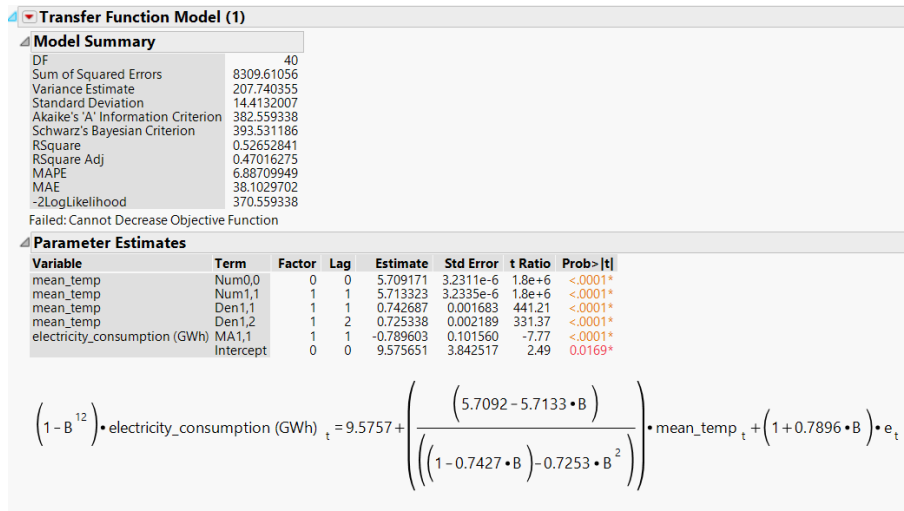 Transfer Function Model (1)
Model Summary
DF 40
Sum of Squared Errors 8309.61056
Variance Estimate 207.740355
Standard Deviation 14.4132007
Akaike's 'A' Information Criterion 382.559338
Schwarz's Bayesian Criterion 393.531186
RSquare 0.52652841
RSquare Adj 0.47016275
MAPE 6.88709949
MAE 38.1029702
-2LogLikelihood 370.559338
Failed: Cannot Decrease Objective Function
Parameter Estimates
Variable Term Factor Lag Estimate Std Error t Ratio Prob>|t|
mean_temp Num0,0 0 0 5.709171 3.2311e-6 1.8e+6 <.0001*
mean_temp Num1,1 1 1 5.713323 3.2335e-6 1.8e+6 <.0001*
mean_temp Den1,1 1 1 0.742687 0.001683 441.21 <.0001*
mean_temp Den1,2 1 2 0.725338 0.002189 331.37 <.0001*
electricity_consumption (GWh) MA1,1 1 1 -0.789603 0.101560 -7.77 <.0001*
Intercept 0 0 9.575651 3.842517 2.49 0.0169*
(1-B^12)•electricity_consumption (GWh)_t=9.5757+((5.7092-5.7133•B)/((1-0.7427•B)-0.7253•B^2))•mean_temp_t+(1+0.7896•B)•e_t